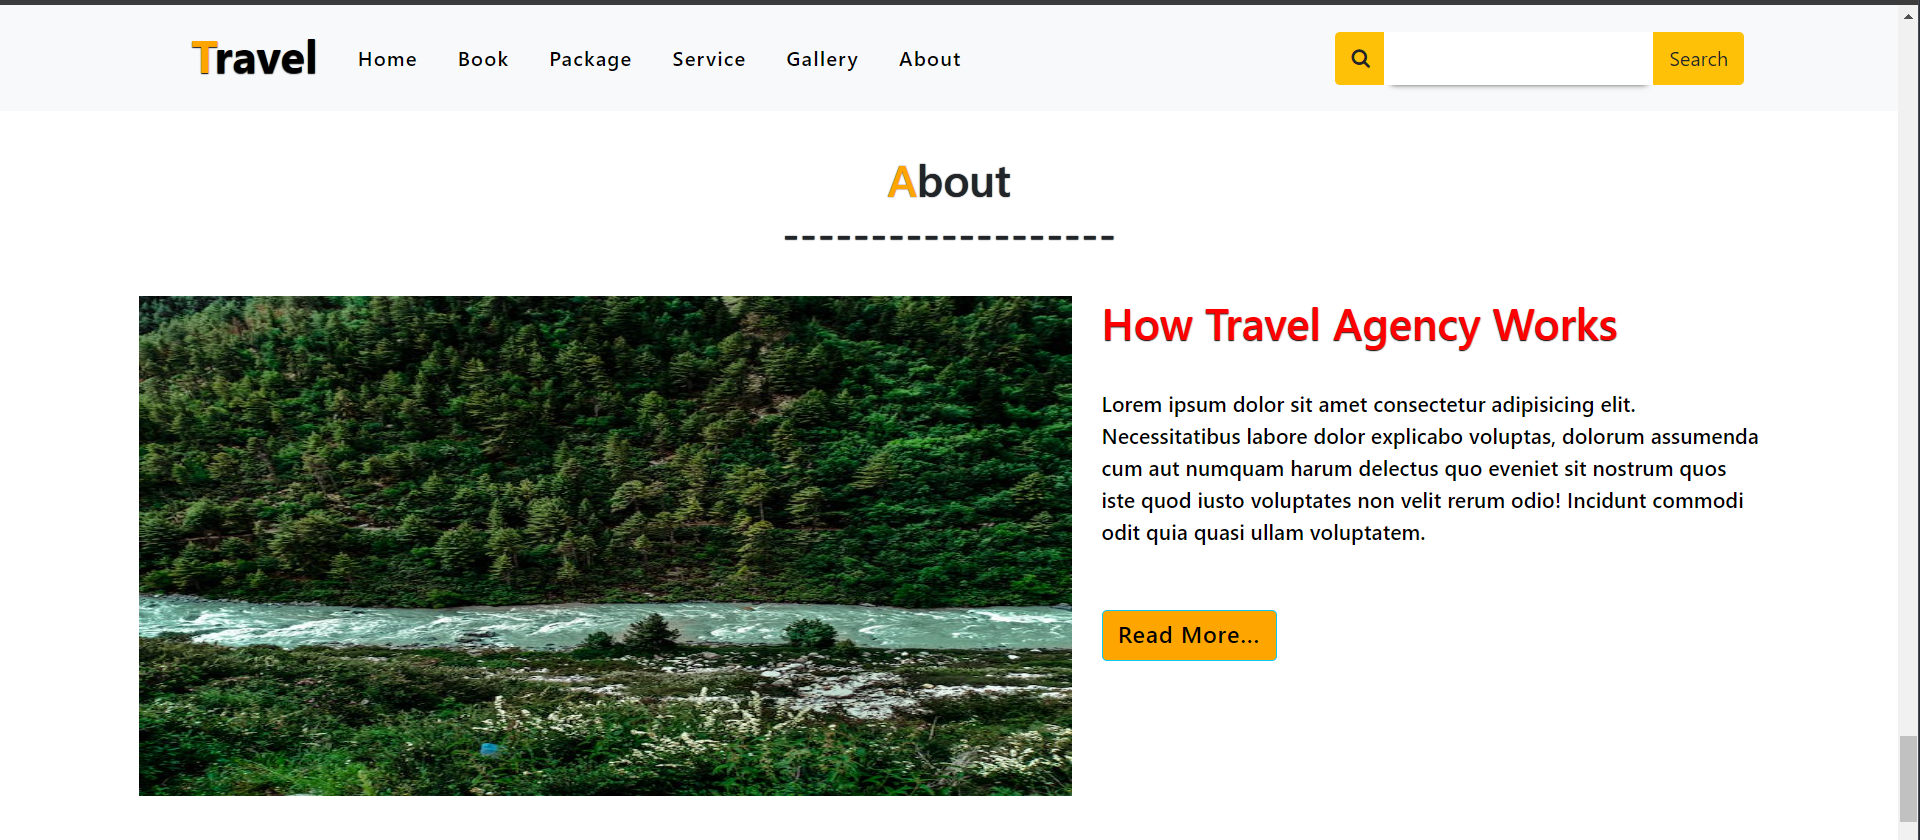 Travel Home Book Package Service Gallery About Search
About
-------------------
How Travel Agency Works
Lorem ipsum dolor sit amet consectetur adipisicing elit.
Necessitatibus labore dolor explicabo voluptas, dolorum assumenda
cum aut numquam harum delectus quo eveniet sit nostrum quos
iste quod iusto voluptates non velit rerum odio! Incidunt commodi
odit quia quasi ullam voluptatem.
Read More...